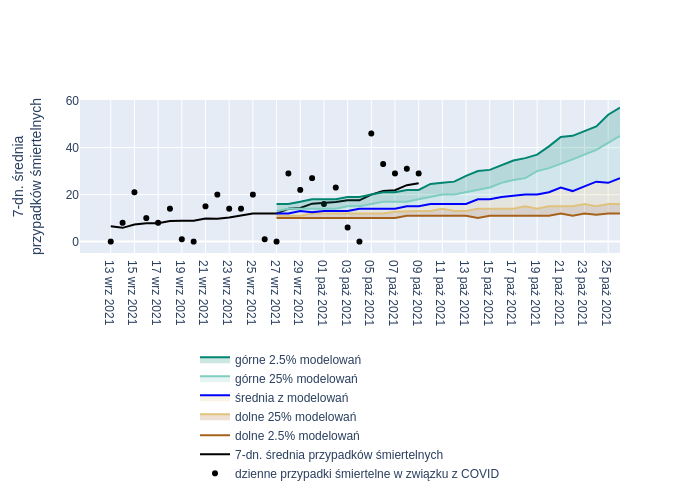 7-dn. średnia
przypadków śmiertelnych
60
40
20
0
13 wrz 2021
15 wrz 2021
17 wrz 2021
19 wrz 2021
21 wrz 2021
23 wrz 2021
25 wrz 2021
27 wrz 2021
29 wrz 2021
01 paź 2021
03 paź 2021
05 paź 2021
07 paź 2021
09 paź 2021
11 paź 2021
13 paź 2021
15 paź 2021
17 paź 2021
19 paź 2021
21 paź 2021
23 paź 2021
25 paź 2021
górne 2.5% modelowań
górne 25% modelowań
średnia z modelowań
dolne 25% modelowań
dolne 2.5% modelowań
7-dn. średnia przypadków śmiertelnych
dzienne przypadki śmiertelne w związku z COVID